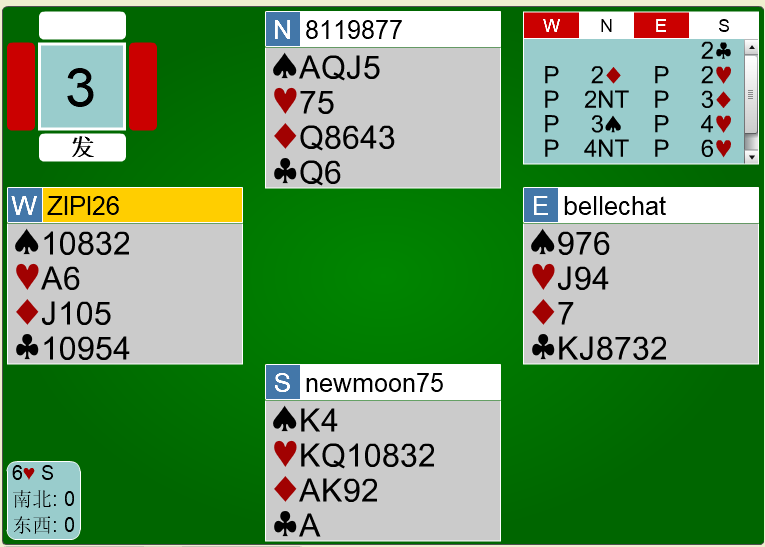 N 8119877
♠AQJ5
♥75
♦Q8643
♣Q6
3
发
W N E S
2♣
P 2♦ P 2♥
P 2NT P 3♦
P 3♠ P 4♥
P 4NT P 6♥
W ZIPI26
♠10832
♥A6
♦J105
♣10954
E bellechat
♠976
♥J94
♦7
♣KJ8732
S newmoon75
♠K4
♥KQ10832
♦AK92
♣A
6♥ S
南北: 0
东西: 0